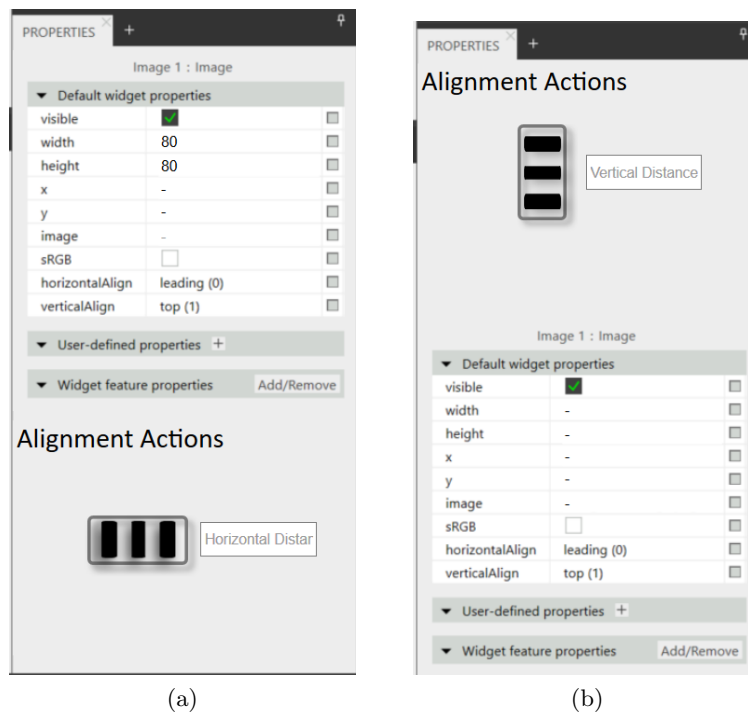 PROPERTIES
Image 1 : Image
Default widget properties
visible
width 80
height 80
x -
y -
image -
sRGB
horizontalAlign leading (0)
verticalAlign top (1)
User-defined properties +
Widget feature properties Add/Remove
Alignment Actions
Horizontal Distar
(a)
PROPERTIES
Alignment Actions
Vertical Distance
Image 1 : Image
Default widget properties
visible
width -
height -
x -
y -
image -
sRGB
horizontalAlign leading (0)
verticalAlign top (1)
User-defined properties +
Widget feature properties Add/Remove
(b)